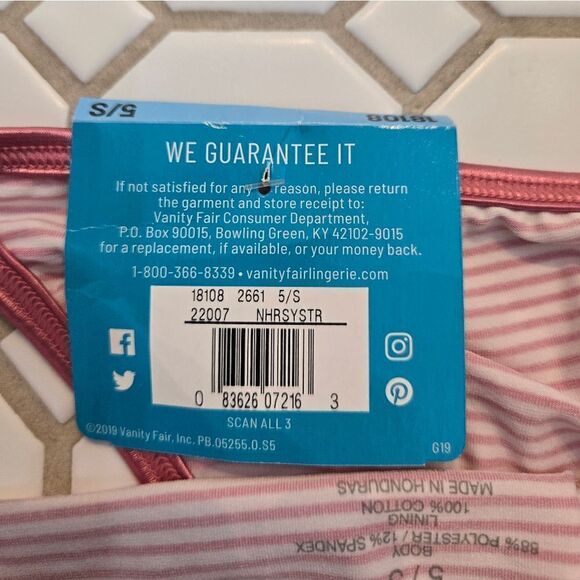 5/S
18108
WE GUARANTEE IT
If not satisfied for any reason, please return
the garment and store receipt to:
Vanity Fair Consumer Department,
P.O. Box 90015, Bowling Green, KY 42102-9015
for a replacement, if available, or your money back.
1-800-366-8339 • vanityfairlingerie.com
18108 2661 5/S
22007 NHRSYSTR
0 83626 07216 3
SCAN ALL 3
©2019 Vanity Fair, Inc. PB.05255.0.S5
G19
5/
BODY
88% POLYESTER / 12% SPANDEX
LINING
100% COTTON
MADE IN HONDURAS